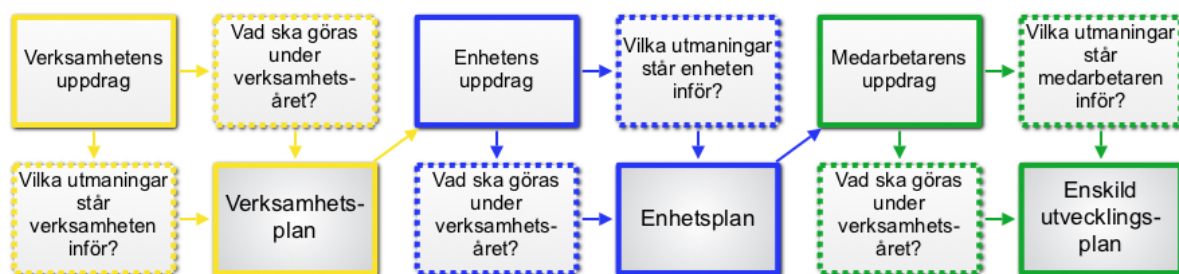 Verksamhetens
uppdrag
Vad ska göras
under
verksamhets-
året?
Enhetens
uppdrag
Vilka utmaningar
står enheten
inför?
Medarbetarens
uppdrag
Vilka utmaningar
står
medarbetaren
inför?
Vilka utmaningar
står
verksamheten
inför?
Verksamhets-
plan
Vad ska göras
under
verksamhets-
året?
Enhetsplan
Vad ska göras
under
verksamhets-
året?
Enskild
utvecklings-
plan